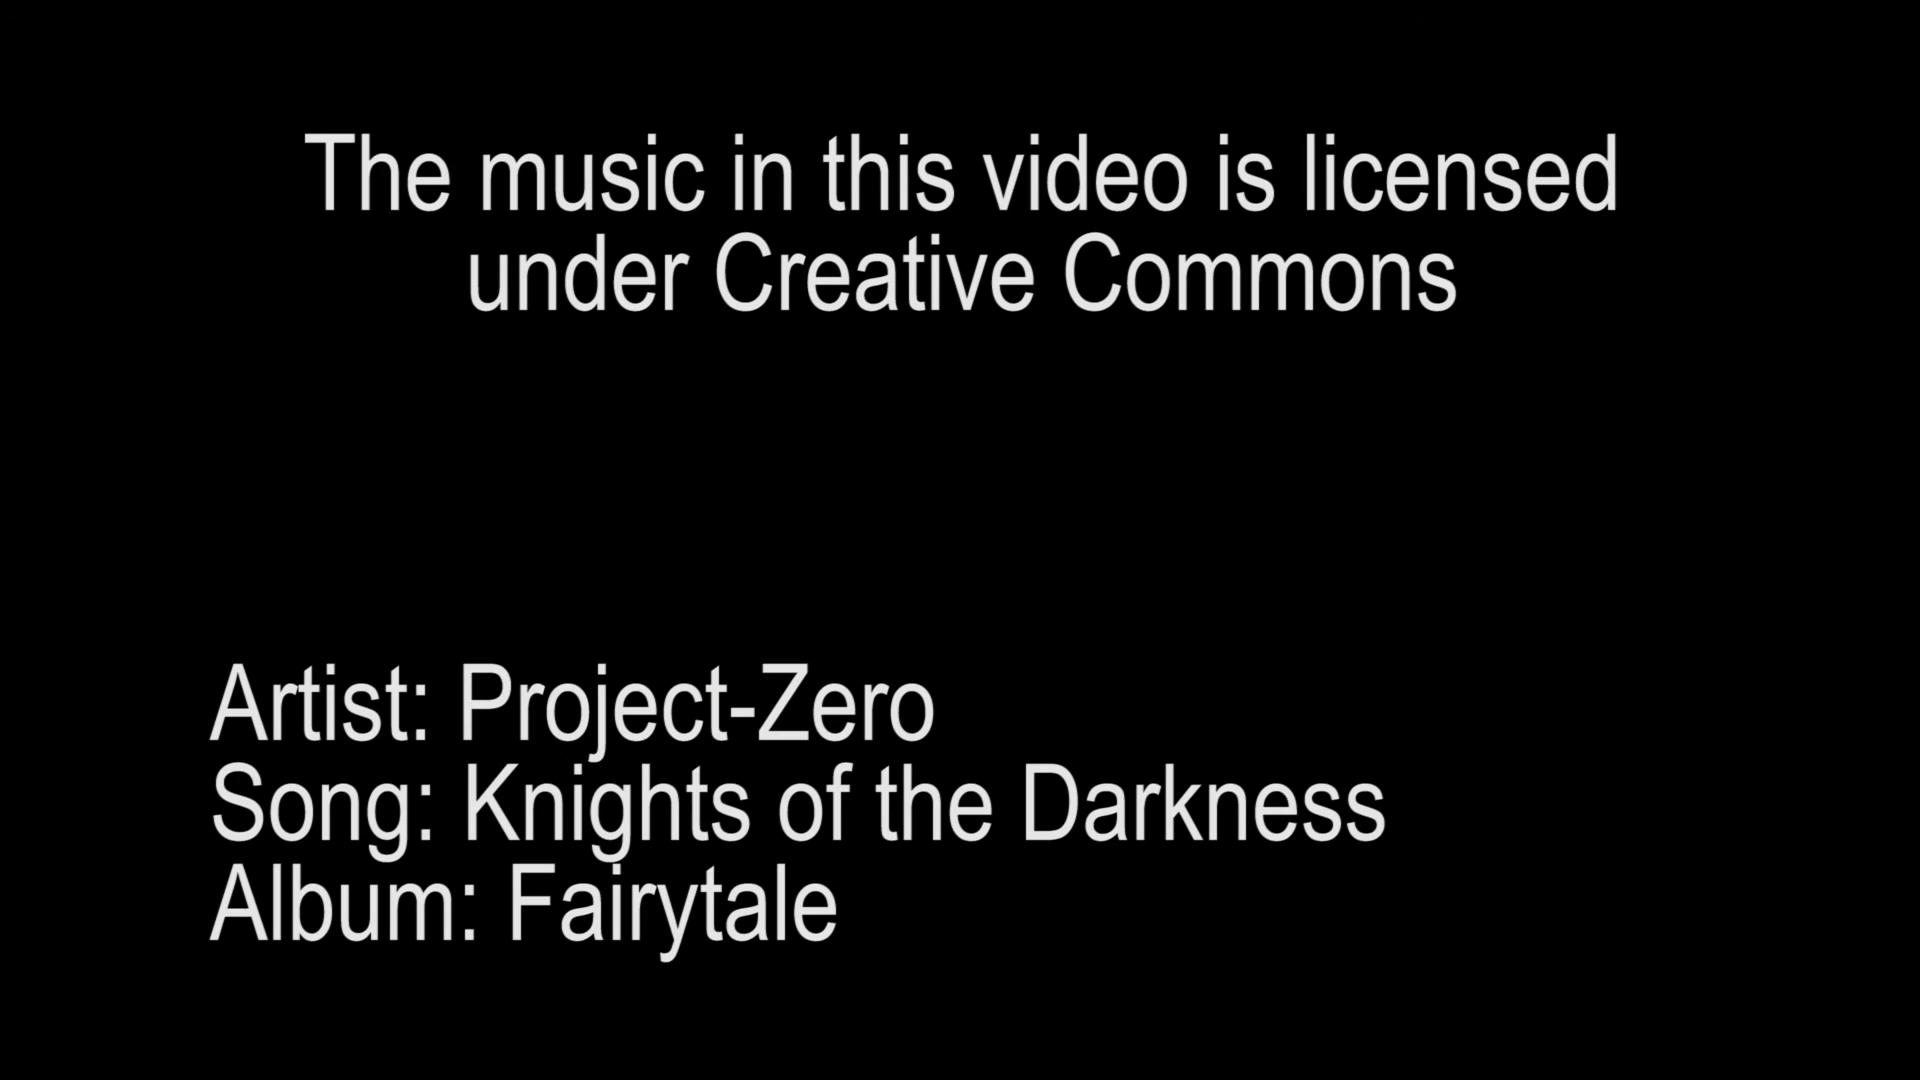 The music in this video is licensed
under Creative Commons
Artist: Project-Zero
Song: Knights of the Darkness
Album: Fairytale